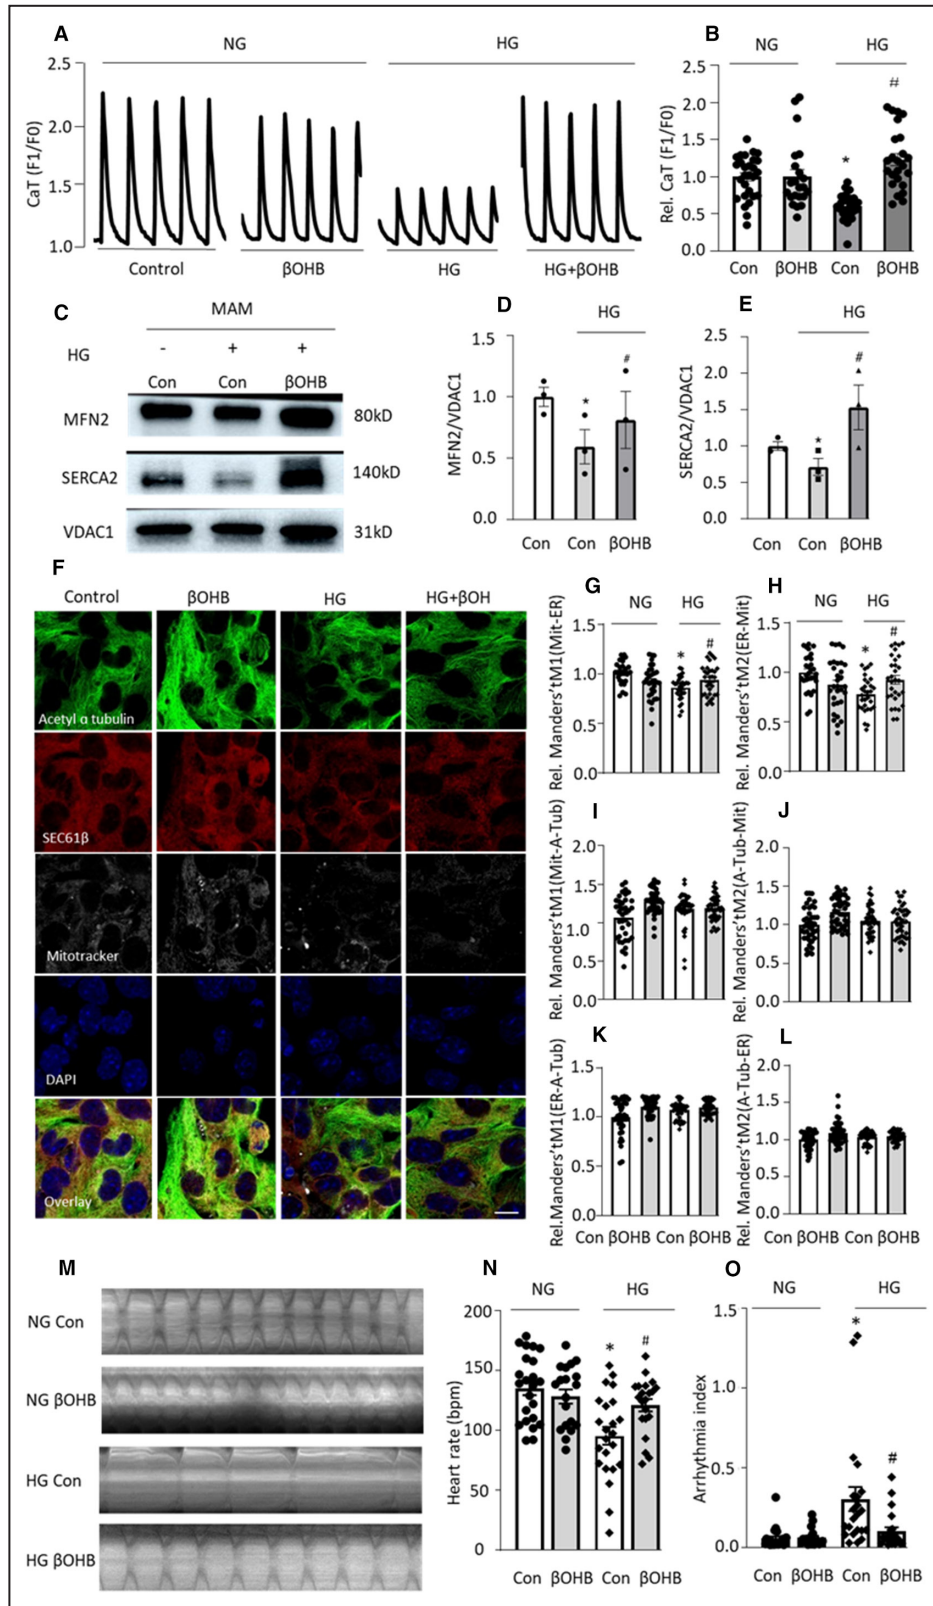 A
NG
HG
CaT (F1/F0)
2.5
2.0
1.5
1.0
Control
βOHB
HG
HG+βOHB
B
NG
HG
Rel. CaT (F1/F0)
2.5
2.0
1.5
1.0
0.5
0.0
*
#
Con
βOHB
Con
βOHB
C
MAM
HG
-
+
+
Con
Con
βOHB
MFN2
80kD
SERCA2
140kD
VDAC1
31kD
D
HG
MFN2/VDAC1
1.5
1.0
0.5
0.0
*
#
Con
Con
βOHB
E
HG
SERCA2/VDAC1
2.5
2.0
1.5
1.0
0.5
0.0
*
#
Con
Con
βOHB
F
Control
βOHB
HG
HG+βOH
Acetyl α tubulin
SEC61β
Mitotracker
DAPI
Overlay
G
NG
HG
Rel. Manders'tM1(Mit-ER)
1.5
1.0
0.5
0.0
*
#
H
NG
HG
Rel. Manders'tM2(ER-Mit)
1.5
1.0
0.5
0.0
*
#
I
Rel. Manders'tM1(Mit-A-Tub)
2.0
1.5
1.0
0.5
0.0
J
Rel. Manders'tM2(A-Tub-Mit)
2.0
1.5
1.0
0.5
0.0
K
Rel.Manders'tM1(ER-A-Tub)
1.5
1.0
0.5
0.0
Con βOHB
Con βOHB
L
Rel. Manders'tM2(A-Tub-ER)
2.0
1.5
1.0
0.5
0.0
Con βOHB
Con βOHB
M
NG Con
NG βOHB
HG Con
HG βOHB
N
NG
HG
Heart rate (bpm)
200
150
100
50
0
*
#
Con βOHB
Con βOHB
O
NG
HG
Arrhythmia index
1.5
1.0
0.5
0.0
*
#
Con βOHB
Con βOHB